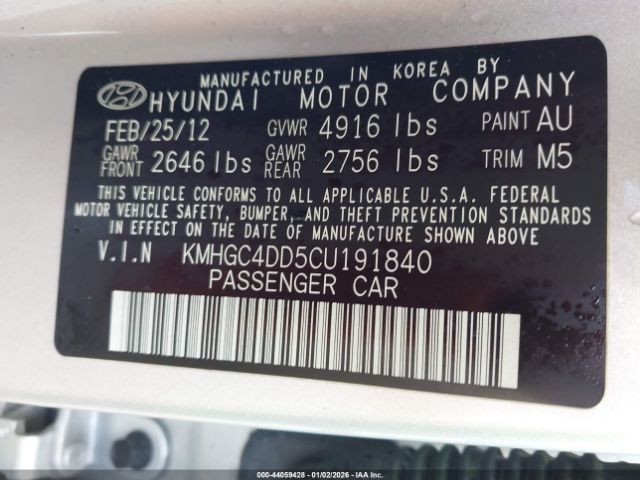 MANUFACTURED IN KOREA BY
HYUNDAI MOTOR COMPANY
FEB/25/12 GVWR 4916 lbs PAINT AU
GAWR FRONT 2646 lbs GAWR REAR 2756 lbs TRIM M5
THIS VEHICLE CONFORMS TO ALL APPLICABLE U.S.A. FEDERAL
MOTOR VEHICLE SAFETY, BUMPER, AND THEFT PREVENTION STANDARDS
IN EFFECT ON THE DATE OF MANUFACTURE SHOWN ABOVE
V.I.N KMHGC4DD5CU191840
PASSENGER CAR
000-44059428 - 01/02/2026 - IAA Inc.